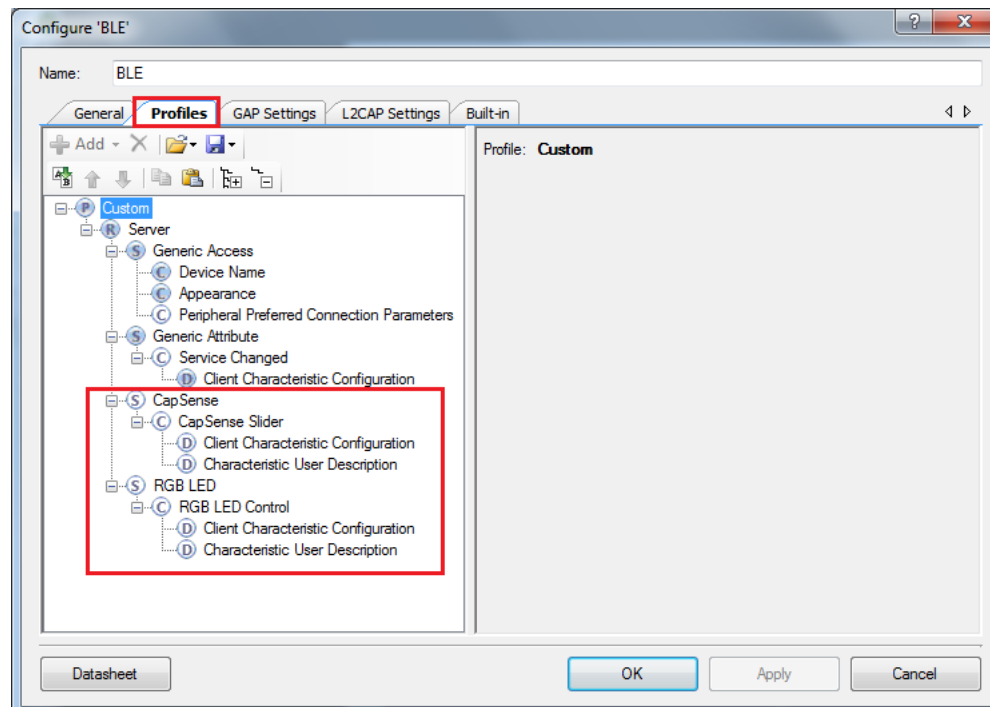 Configure 'BLE'
Name: BLE
General Profiles GAP Settings L2CAP Settings Built-in
Add
Profile: Custom
P Custom
R Server
S Generic Access
C Device Name
C Appearance
C Peripheral Preferred Connection Parameters
S Generic Attribute
C Service Changed
D Client Characteristic Configuration
S CapSense
C CapSense Slider
D Client Characteristic Configuration
D Characteristic User Description
S RGB LED
C RGB LED Control
D Client Characteristic Configuration
D Characteristic User Description
Datasheet OK Apply Cancel